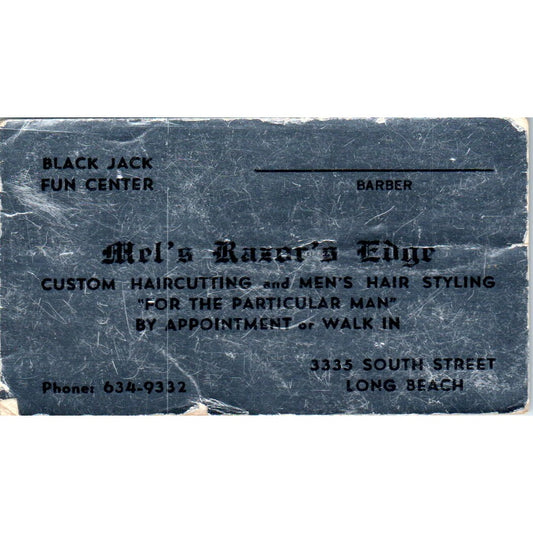 BLACK JACK
FUN CENTER
BARBER
Mel's Razor's Edge
CUSTOM HAIRCUTTING and MEN'S HAIR STYLING
"FOR THE PARTICULAR MAN"
BY APPOINTMENT or WALK IN
3335 SOUTH STREET
LONG BEACH
Phone: 634-9332